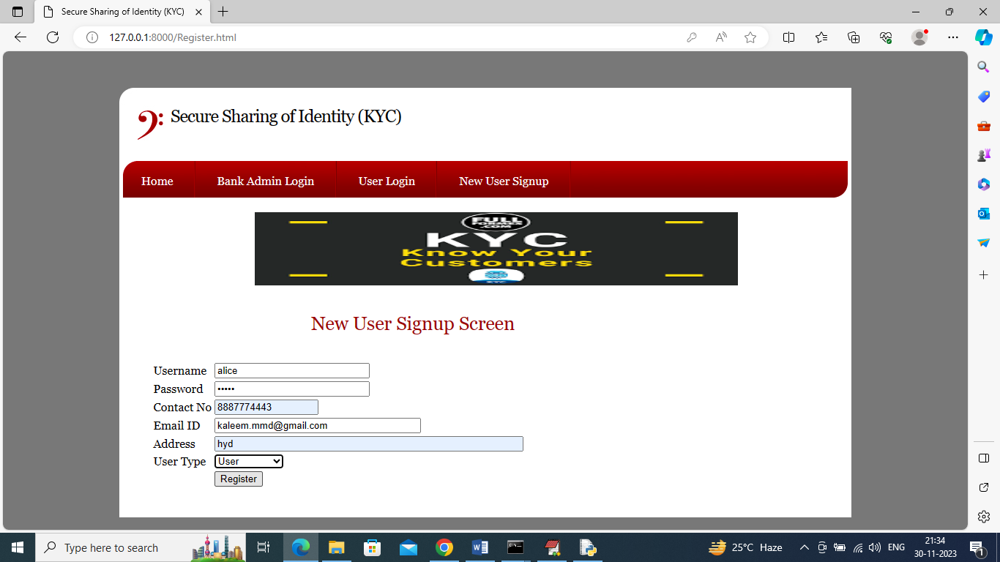 Secure Sharing of Identity (KYC)
127.0.0.1:8000/Register.html
Secure Sharing of Identity (KYC)
Home
Bank Admin Login
User Login
New User Signup
FULL
FORMES
.COM
KYC
Know Your
Customers
KYC
New User Signup Screen
Username alice
Password •••••
Contact No 8887774443
Email ID kaleem.mmd@gmail.com
Address hyd
User Type User
Register
Type here to search
25°C Haze
ENG
21:34
30-11-2023
1